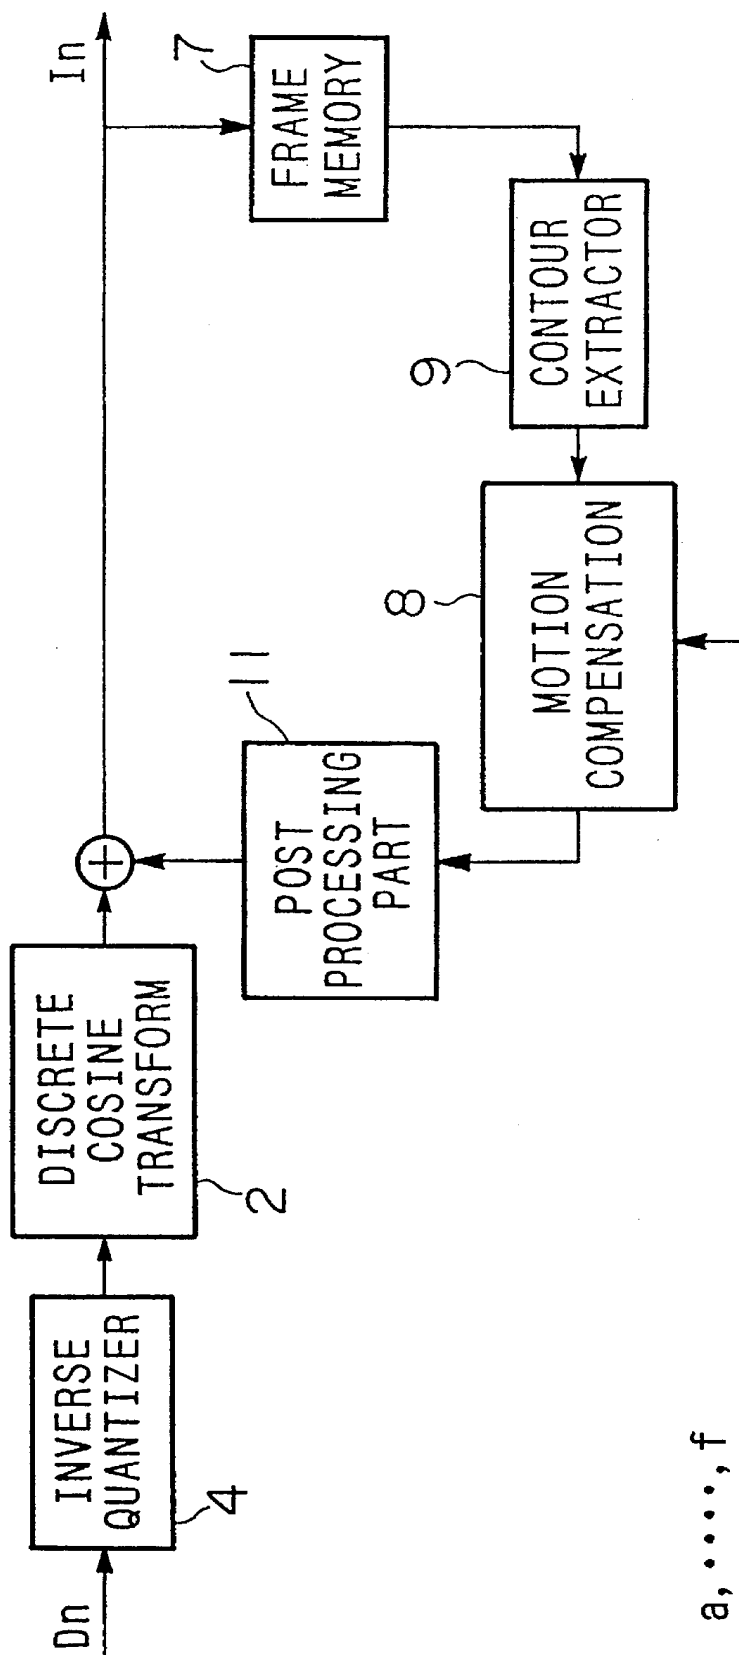 Dn
INVERSE
QUANTIZER
4
DISCRETE
COSINE
TRANSFORM
2
+
In
POST
PROCESSING
PART
11
FRAME
MEMORY
7
CONTOUR
EXTRACTOR
9
MOTION
COMPENSATION
8
a, ····, f